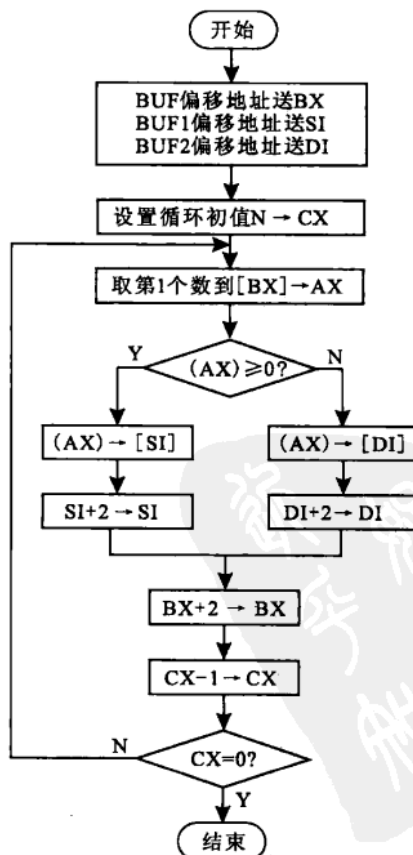 开始
BUF偏移地址送BX
BUF1偏移地址送SI
BUF2偏移地址送DI
设置循环初值N→CX
取第1个数到[BX]→AX
Y
(AX)≥0?
N
(AX)→[SI]
(AX)→[DI]
SI+2→SI
DI+2→DI
BX+2→BX
CX-1→CX
N
CX=0?
Y
结束